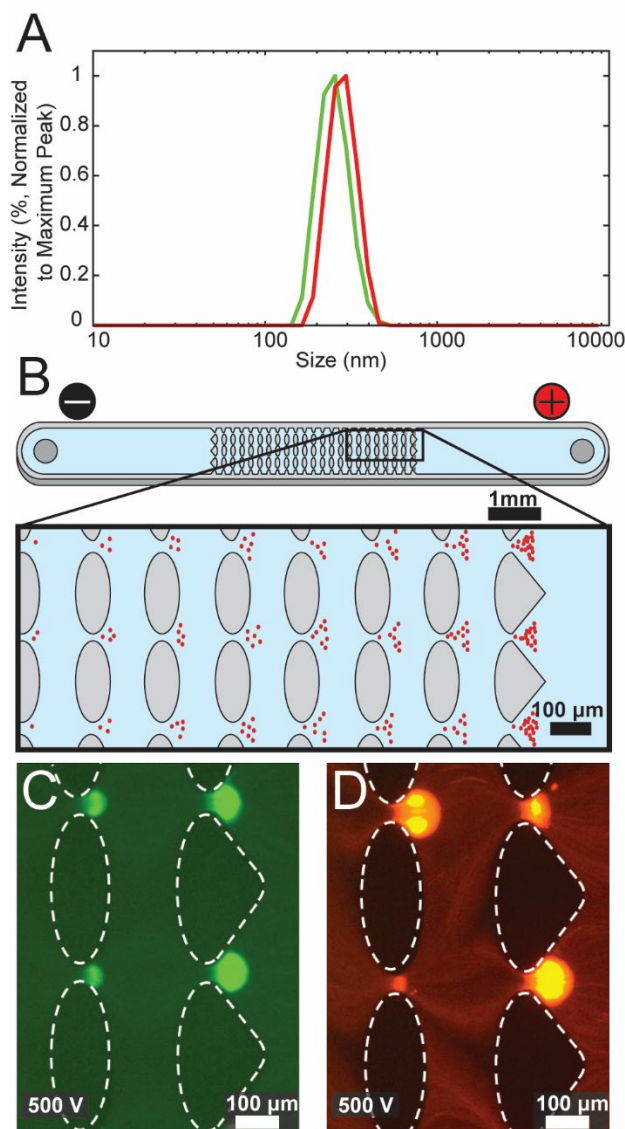 A
Intensity (%, Normalized
to Maximum Peak)
1
0.8
0.6
0.4
0.2
0
10
100
1000
10000
Size (nm)
B
−
+
1mm
100 µm
C
D
500 V
100 µm
500 V
100 µm